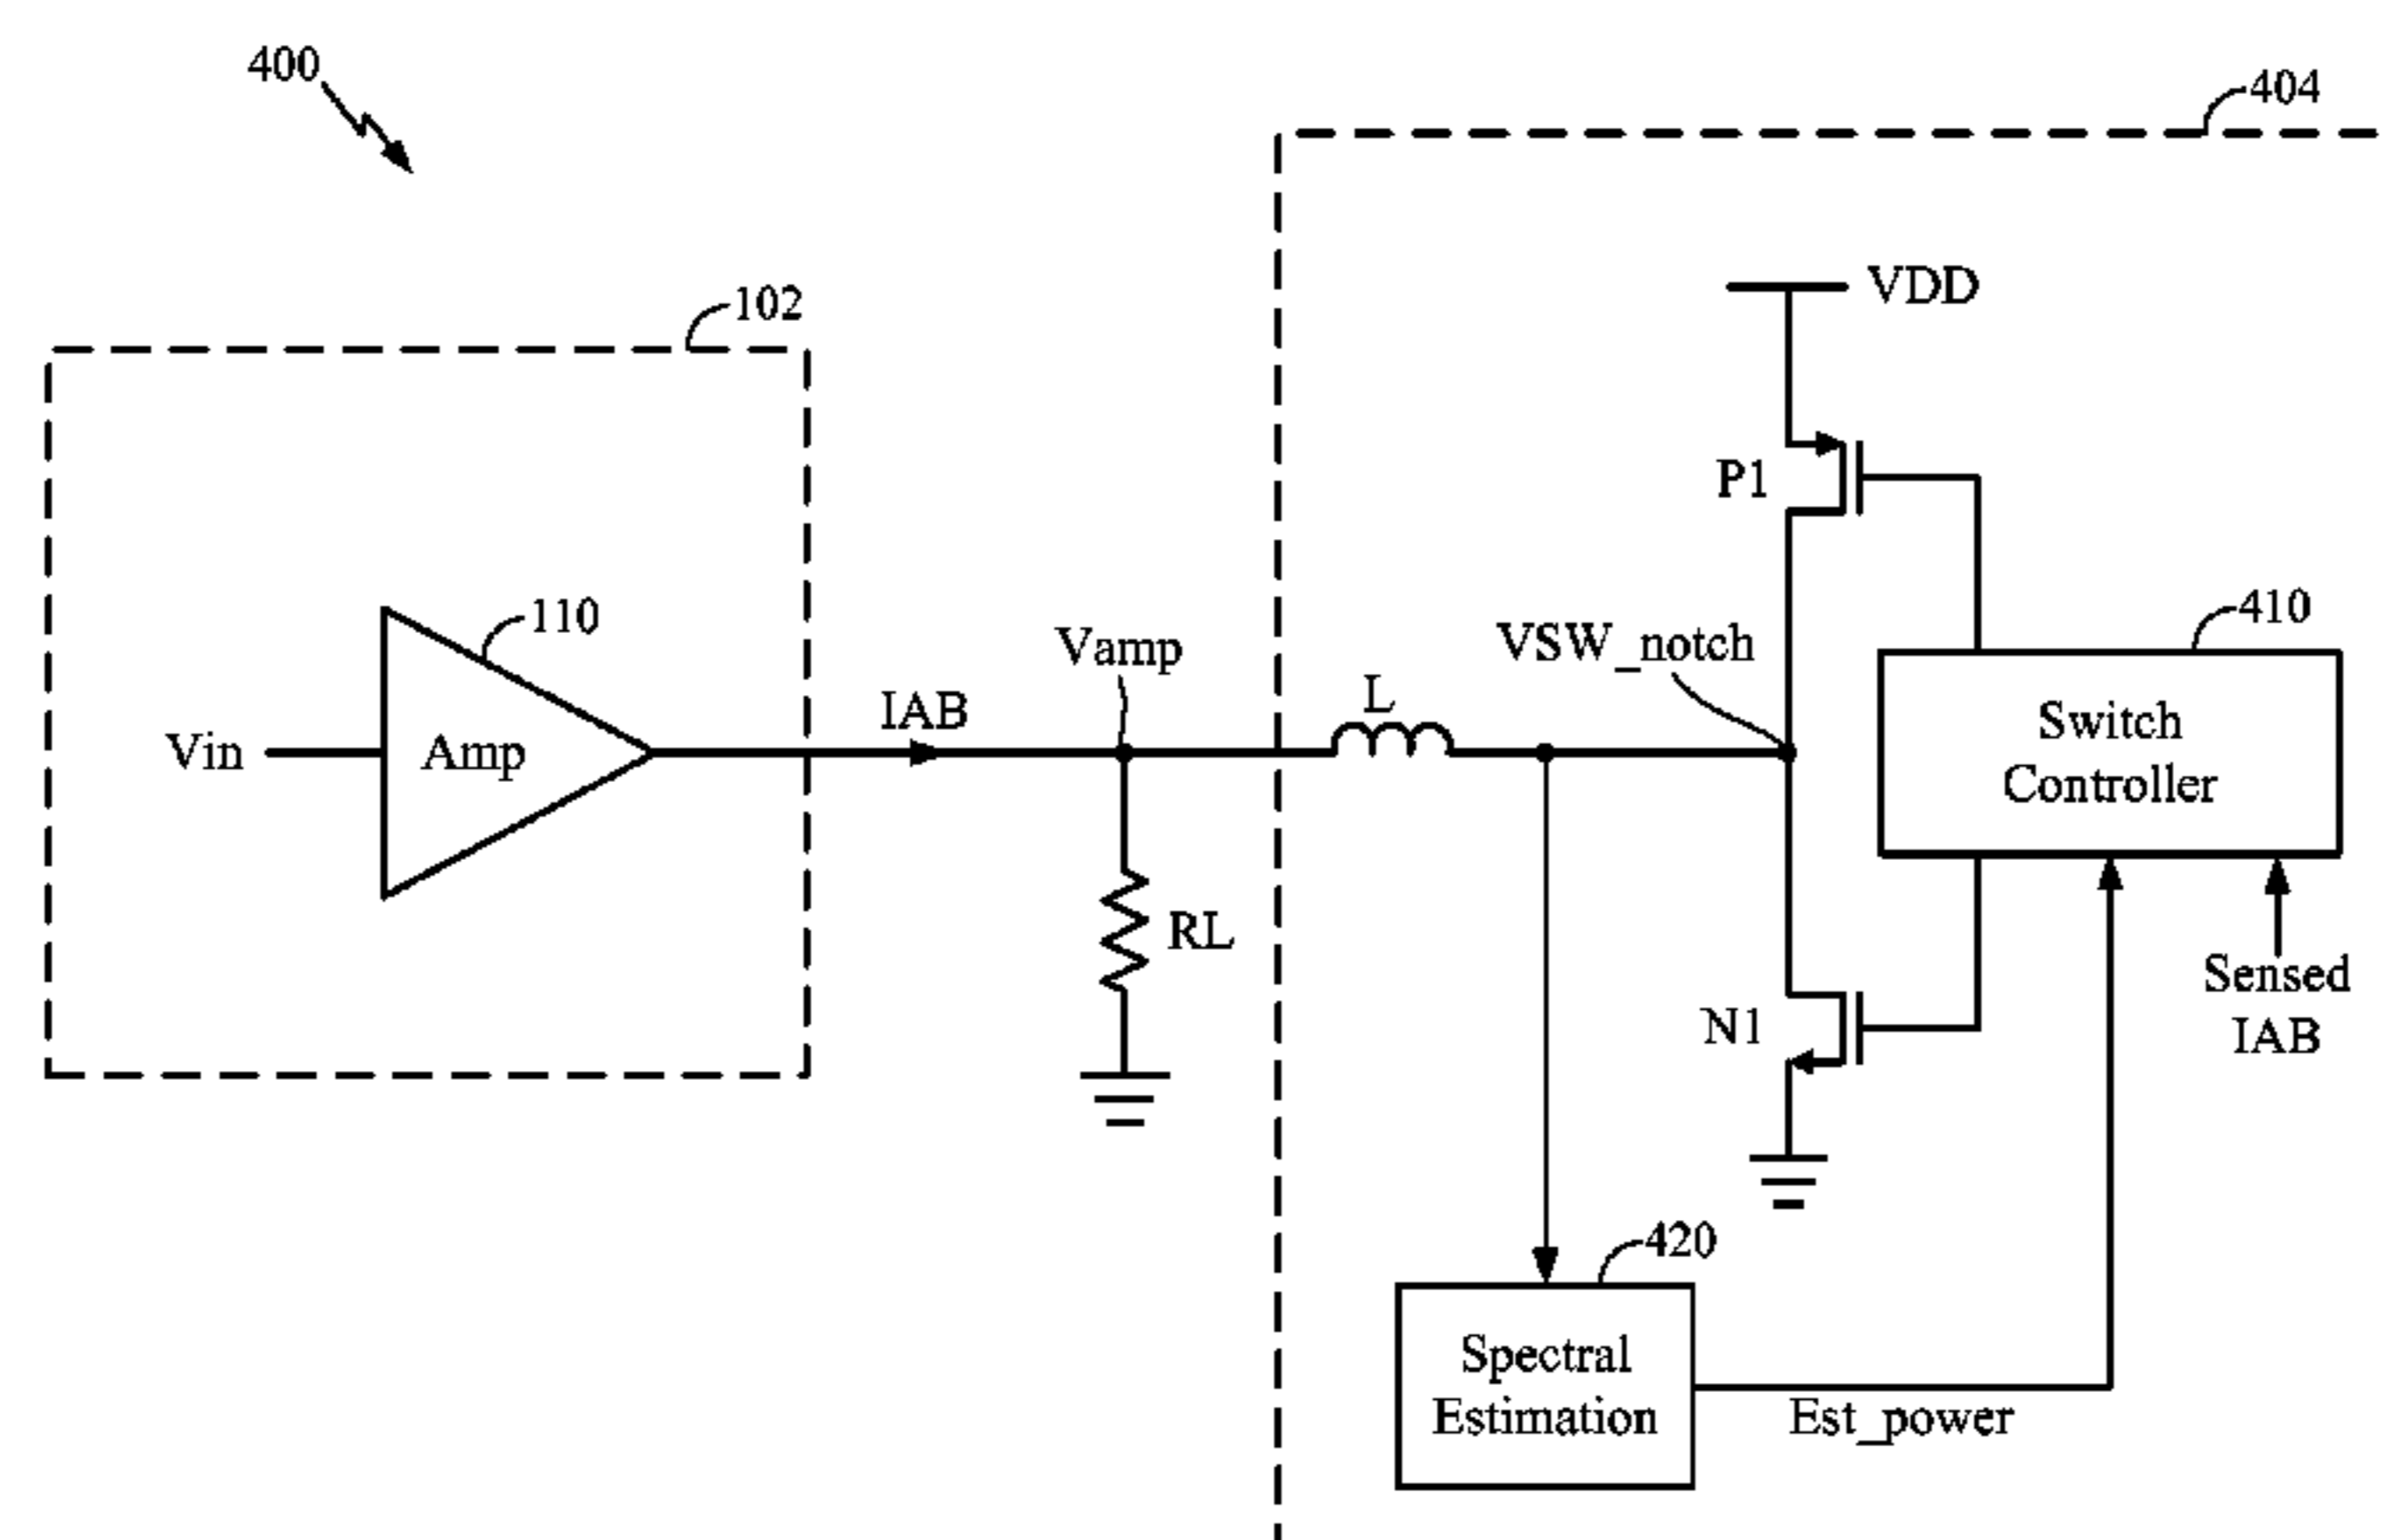 400
404
VDD
102
P1
110
410
Vamp
VSW_notch
L
IAB
Switch
Controller
Vin
Amp
RL
Sensed
IAB
N1
420
Spectral
Estimation
Est_power